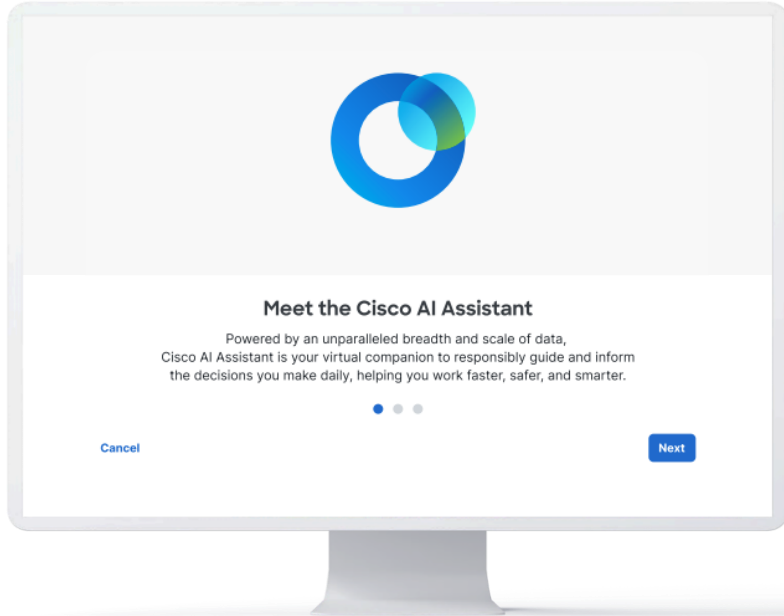 Meet the Cisco AI Assistant
Powered by an unparalleled breadth and scale of data,
Cisco AI Assistant is your virtual companion to responsibly guide and inform
the decisions you make daily, helping you work faster, safer, and smarter.
Cancel
Next